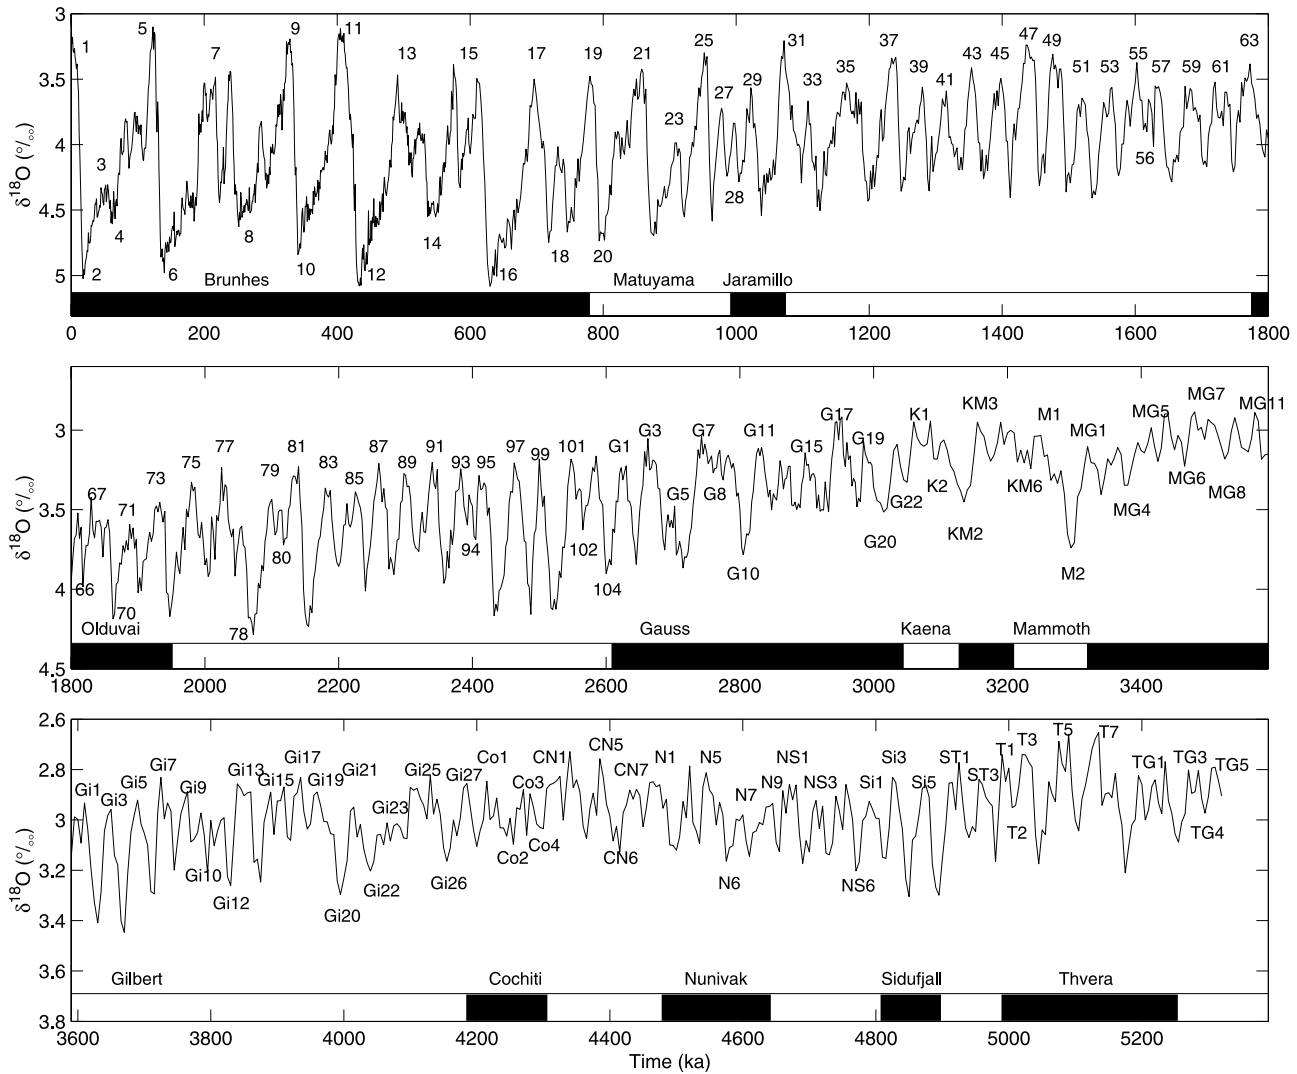 3
3.5
4
4.5
5
δ18O (°/‚‚)
1 5 7 9 11 13 15 17 19 21 25 27 29 31 33 35 37 39 41 43 45 47 49 51 53 55 57 59 61 63
3 23 28 56
2 4 6 8 10 12 14 16 18 20
Brunhes Matuyama Jaramillo
0 200 400 600 800 1000 1200 1400 1600 1800
3
3.5
4
4.5
δ18O (°/‚‚)
67 71 73 75 77 79 81 83 85 87 89 91 93 95 97 99 101 G1 G3 G5 G7 G8 G11 G15 G17 G19 K1 KM3 M1 MG1 MG5 MG7 MG11
66 70 78 80 94 102 104 G10 G20 G22 K2 KM2 KM6 M2 MG4 MG6 MG8
Olduvai Gauss Kaena Mammoth
1800 2000 2200 2400 2600 2800 3000 3200 3400
2.6
2.8
3
3.2
3.4
3.6
3.8
δ18O (°/‚‚)
Gi1 Gi3 Gi5 Gi7 Gi9 Gi13 Gi15 Gi17 Gi19 Gi21 Gi23 Gi25 Gi27 Co1 Co3 CN1 CN5 CN7 N1 N5 N7 N9 NS1 NS3 Si1 Si3 Si5 ST1 ST3 T1 T3 T5 T7 TG1 TG3 TG5
Gi10 Gi12 Gi20 Gi22 Gi26 Co2 Co4 CN6 N6 NS6 T2 TG4
Gilbert Cochiti Nunivak Sidufjall Thvera
3600 3800 4000 4200 4400 4600 4800 5000 5200
Time (ka)